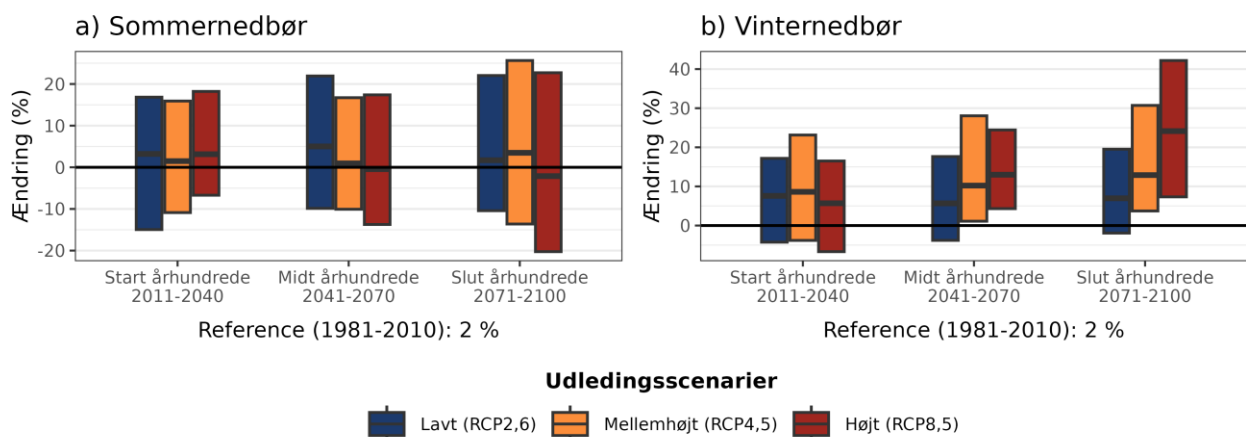 a) Sommernedbør
b) Vinternedbør
Ændring (%)
20
10
0
-10
-20
Start århundrede
2011-2040
Midt århundrede
2041-2070
Slut århundrede
2071-2100
Reference (1981-2010): 2 %
Ændring (%)
40
30
20
10
0
Start århundrede
2011-2040
Midt århundrede
2041-2070
Slut århundrede
2071-2100
Reference (1981-2010): 2 %
Udledingsscenarier
Lavt (RCP2,6)
Mellemhøjt (RCP4,5)
Højt (RCP8,5)